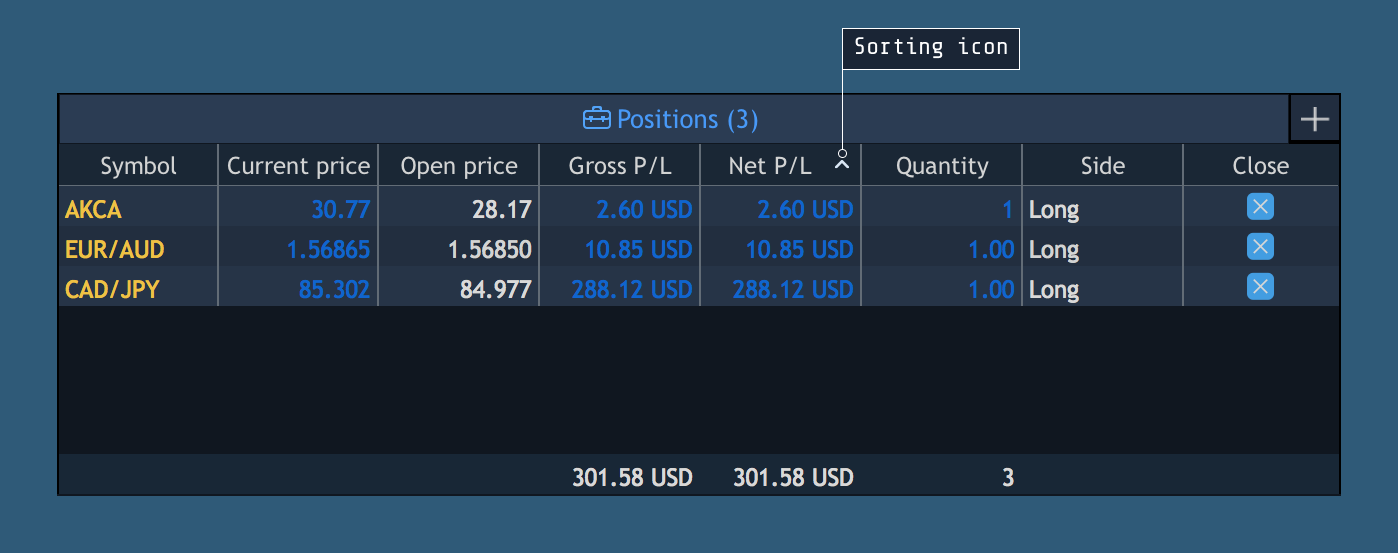 Sorting icon
Positions (3)
Symbol Current price Open price Gross P/L Net P/L Quantity Side Close
AKCA 30.77 28.17 2.60 USD 2.60 USD 1 Long
EUR/AUD 1.56865 1.56850 10.85 USD 10.85 USD 1.00 Long
CAD/JPY 85.302 84.977 288.12 USD 288.12 USD 1.00 Long
301.58 USD 301.58 USD 3